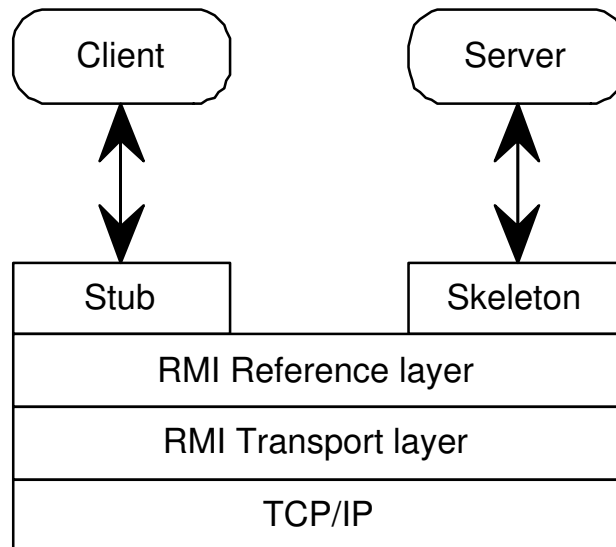 Client
Server
Stub
Skeleton
RMI Reference layer
RMI Transport layer
TCP/IP